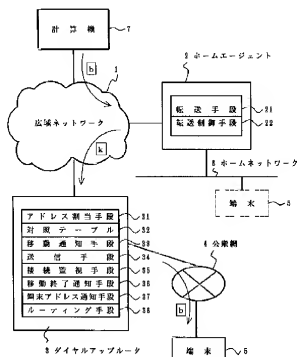 計算機
7
1
b
広域ネットワーク
k
2 ホームエージェント
転送手段
21
転送制御手段
22
6 ホームネットワーク
端末
5
アドレス割当手段
31
対照テーブル
32
移動通知手段
33
送信手段
34
接続監視手段
35
移動終了通知手段
36
端末アドレス通知手段
37
ルーティング手段
38
3 ダイヤルアップルータ
4 公衆網
b
端末
5